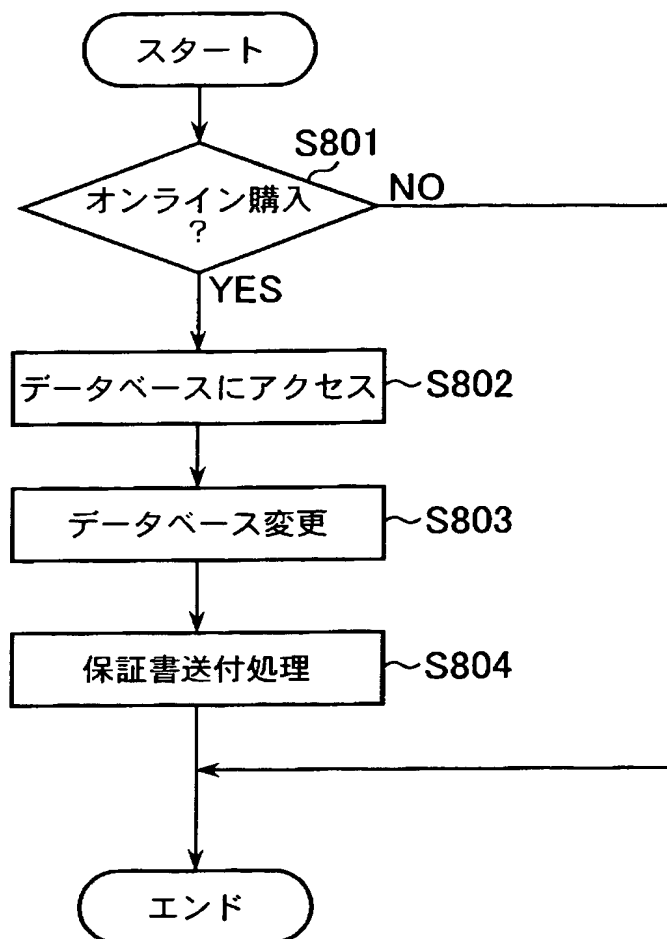 スタート
S801
オンライン購入
?
NO
YES
データベースにアクセス
S802
データベース変更
S803
保証書送付処理
S804
エンド